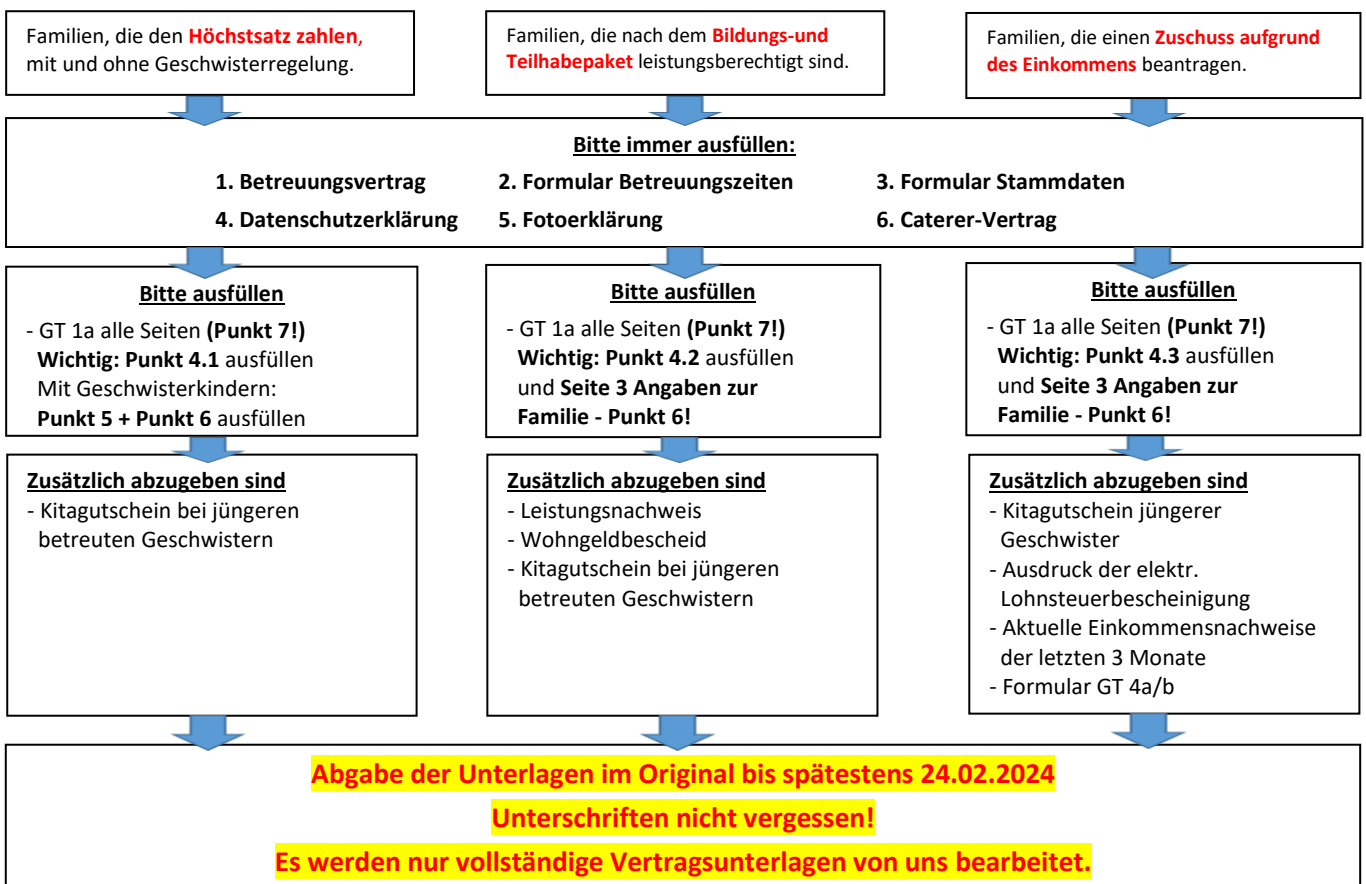 Familien, die den Höchstsatz zahlen,
mit und ohne Geschwisterregelung.
Familien, die nach dem Bildungs-und
Teilhabepaket leistungsberechtigt sind.
Familien, die einen Zuschuss aufgrund
des Einkommens beantragen.
Bitte immer ausfüllen:
1. Betreuungsvertrag 2. Formular Betreuungszeiten 3. Formular Stammdaten
4. Datenschutzerklärung 5. Fotoerklärung 6. Caterer-Vertrag
Bitte ausfüllen
- GT 1a alle Seiten (Punkt 7!)
Wichtig: Punkt 4.1 ausfüllen
Mit Geschwisterkindern:
Punkt 5 + Punkt 6 ausfüllen
Bitte ausfüllen
- GT 1a alle Seiten (Punkt 7!)
Wichtig: Punkt 4.2 ausfüllen
und Seite 3 Angaben zur
Familie - Punkt 6!
Bitte ausfüllen
- GT 1a alle Seiten (Punkt 7!)
Wichtig: Punkt 4.3 ausfüllen
und Seite 3 Angaben zur
Familie - Punkt 6!
Zusätzlich abzugeben sind
- Kitagutschein bei jüngeren
betreuten Geschwistern
Zusätzlich abzugeben sind
- Leistungsnachweis
- Wohngeldbescheid
- Kitagutschein bei jüngeren
betreuten Geschwistern
Zusätzlich abzugeben sind
- Kitagutschein jüngerer
Geschwister
- Ausdruck der elektr.
Lohnsteuerbescheinigung
- Aktuelle Einkommensnachweise
der letzten 3 Monate
- Formular GT 4a/b
Abgabe der Unterlagen im Original bis spätestens 24.02.2024
Unterschriften nicht vergessen!
Es werden nur vollständige Vertragsunterlagen von uns bearbeitet.